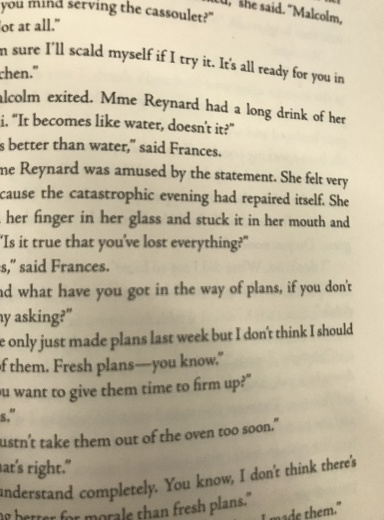 she said. "Malcolm,
you mind serving the cassoulet?"
ot at all."
n sure I'll scald myself if I try it. It's all ready for you in
chen."
alcolm exited. Mme Reynard had a long drink of her
i. "It becomes like water, doesn't it?"
s better than water," said Frances.
me Reynard was amused by the statement. She felt very
cause the catastrophic evening had repaired itself. She
her finger in her glass and stuck it in her mouth and
"Is it true that you've lost everything?"
s," said Frances.
nd what have you got in the way of plans, if you don't
y asking?"
e only just made plans last week but I don't think I should
f them. Fresh plans—you know."
u want to give them time to firm up?"
s."
ustn't take them out of the oven too soon."
at's right."
understand completely. You know, I don't think there's
ng better for morale than fresh plans."
I made them."